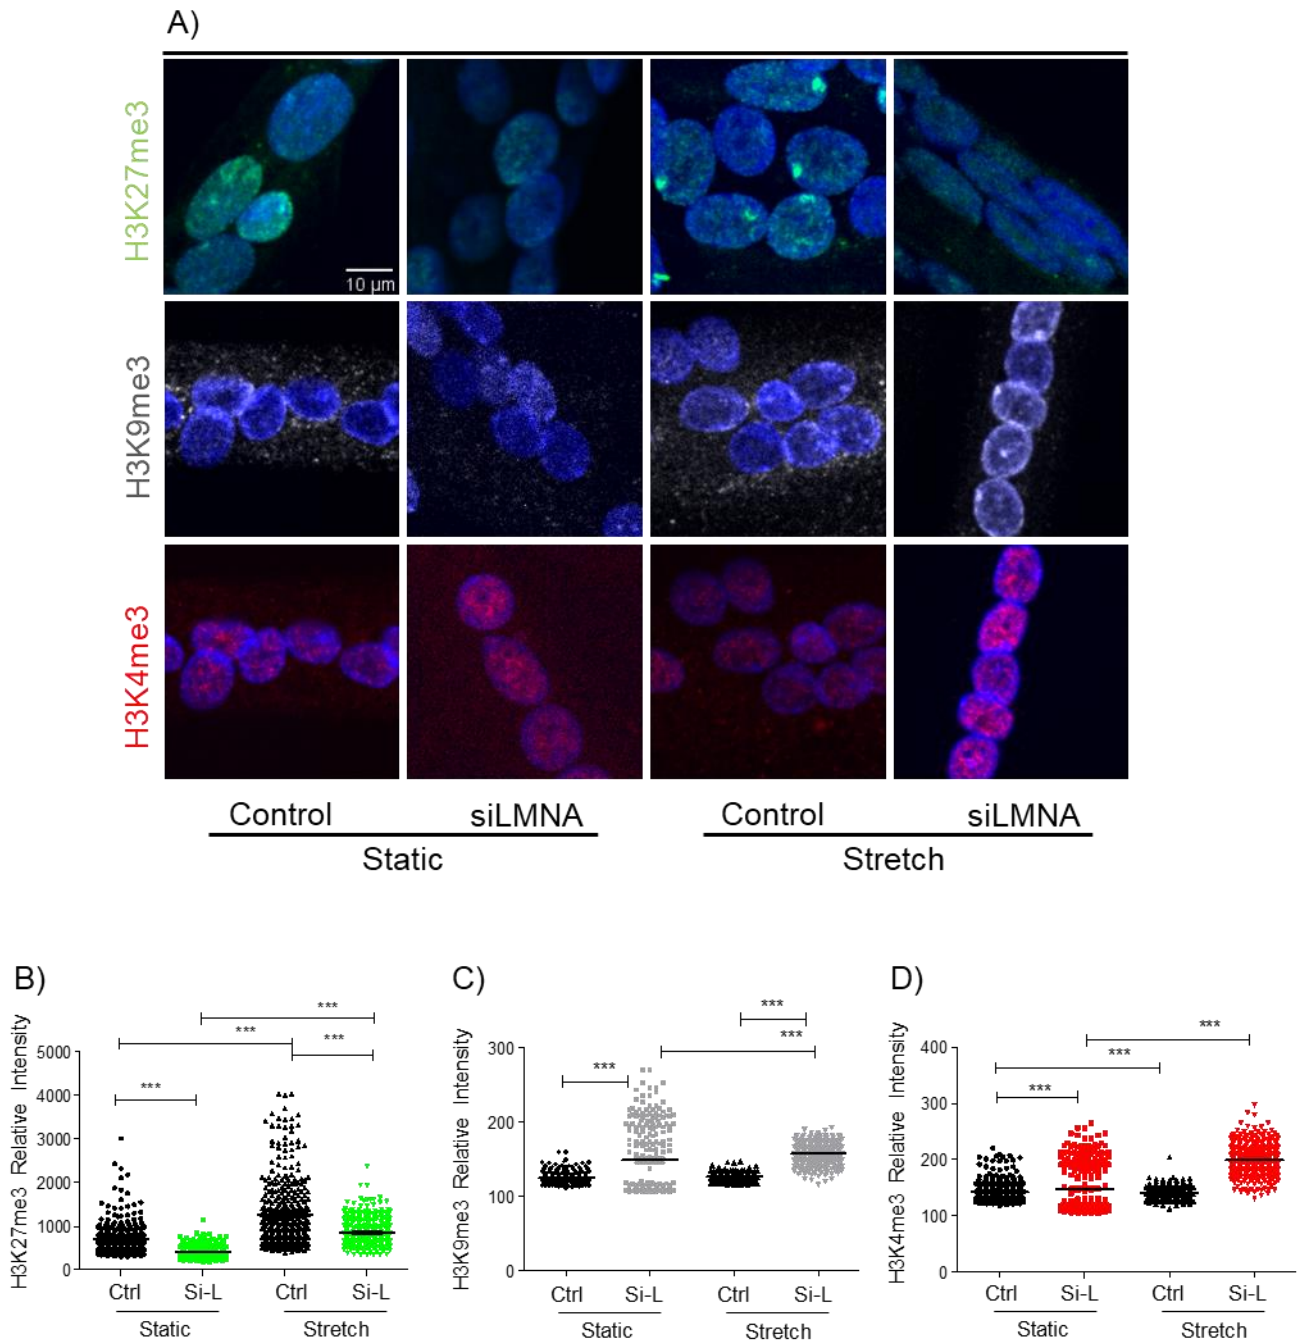 A)
H3K27me3
10 µm
H3K9me3
H3K4me3
Control siLMNA Control siLMNA
Static Stretch
B)
H3K27me3 Relative Intensity
5000
4000
3000
2000
1000
0
***
***
***
***
Ctrl Si-L Ctrl Si-L
Static Stretch
C)
H3K9me3 Relative Intensity
300
200
100
0
***
***
***
Ctrl Si-L Ctrl Si-L
Static Stretch
D)
H3K4me3 Relative Intensity
400
300
200
100
0
***
***
***
Ctrl Si-L Ctrl Si-L
Static Stretch